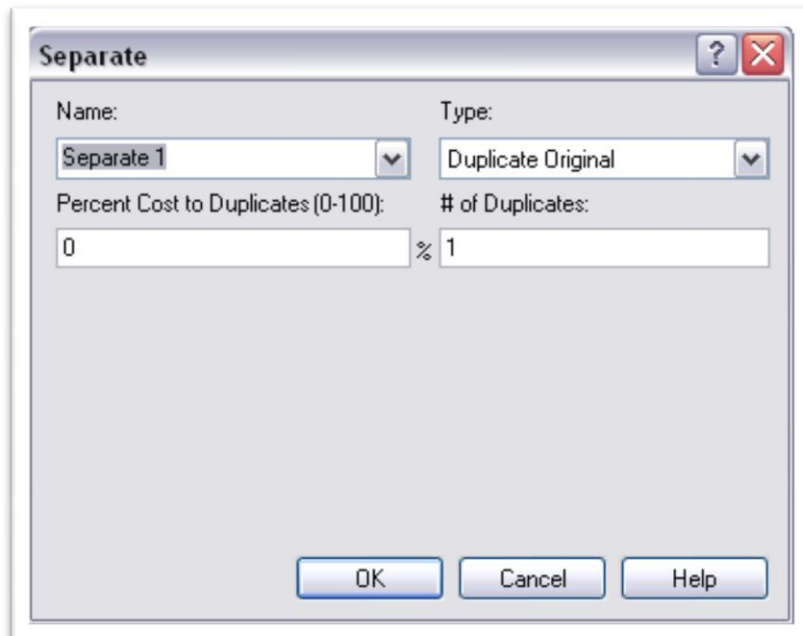 Separate
Name: Type:
Separate 1 Duplicate Original
Percent Cost to Duplicates (0-100): # of Duplicates:
0 % 1
OK Cancel Help